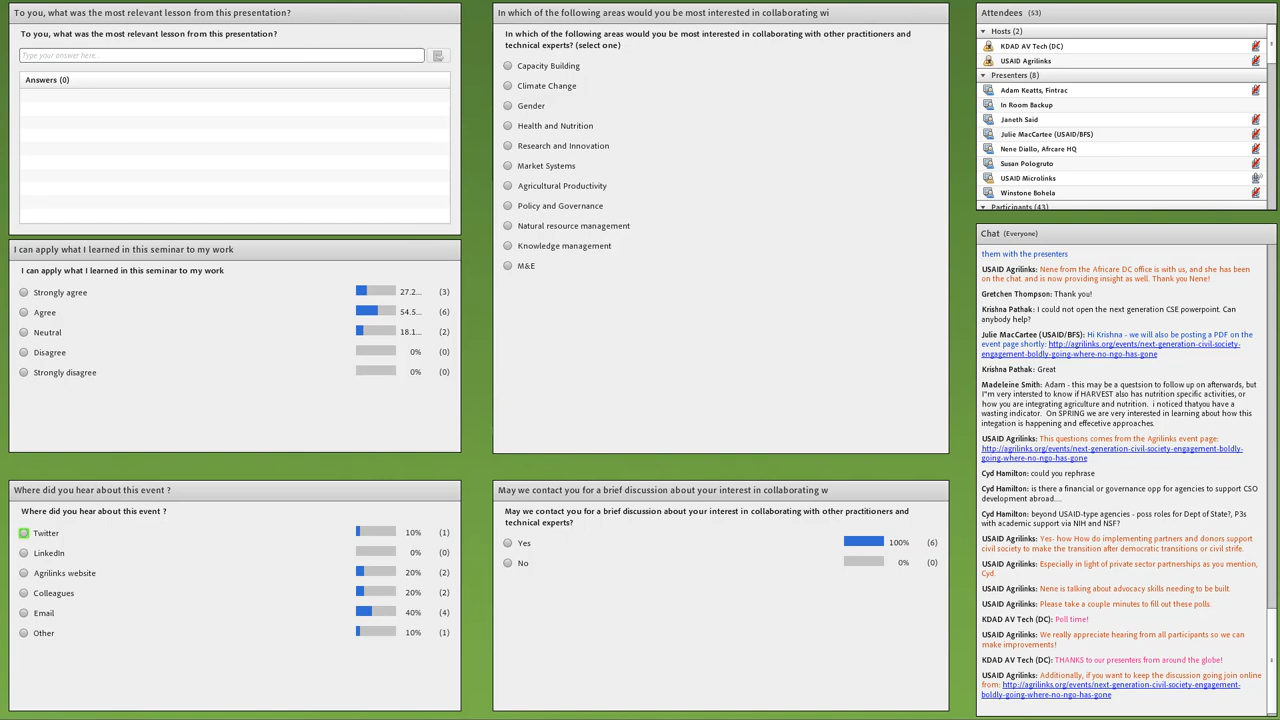 To you, what was the most relevant lesson from this presentation?
To you, what was the most relevant lesson from this presentation?
Type your answer here...
Answers (0)
I can apply what I learned in this seminar to my work
I can apply what I learned in this seminar to my work
Strongly agree 27.2... (3)
Agree 54.5... (6)
Neutral 18.1... (2)
Disagree 0% (0)
Strongly disagree 0% (0)
Where did you hear about this event ?
Where did you hear about this event ?
Twitter 10% (1)
LinkedIn 0% (0)
Agrilinks website 20% (2)
Colleagues 20% (2)
Email 40% (4)
Other 10% (1)
In which of the following areas would you be most interested in collaborating wi
In which of the following areas would you be most interested in collaborating with other practitioners and
technical experts? (select one)
Capacity Building
Climate Change
Gender
Health and Nutrition
Research and Innovation
Market Systems
Agricultural Productivity
Policy and Governance
Natural resource management
Knowledge management
M&E
May we contact you for a brief discussion about your interest in collaborating w
May we contact you for a brief discussion about your interest in collaborating with other practitioners and
technical experts?
Yes 100% (6)
No 0% (0)
Attendees (53)
Hosts (2)
KDAD AV Tech (DC)
USAID Agrilinks
Presenters (8)
Adam Keatts, Fintrac
In Room Backup
Janeth Said
Julie MacCartee (USAID/BFS)
Nene Diallo, Afrcare HQ
Susan Pologruto
USAID Microlinks
Winstone Bohela
Participants (43)
Chat (Everyone)
them with the presenters
USAID Agrilinks: Nene from the Africare DC office is with us, and she has been
on the chat. and is now providing insight as well. Thank you Nene!
Gretchen Thompson: Thank you!
Krishna Pathak: I could not open the next generation CSE powerpoint. Can
anybody help?
Julie MacCartee (USAID/BFS): Hi Krishna - we will also be posting a PDF on the
event page shortly: http://agrilinks.org/events/next-generation-civil-society-
engagement-boldly-going-where-no-ngo-has-gone
Krishna Pathak: Great
Madeleine Smith: Adam - this may be a questsion to follow up on afterwards, but
I"m very intersted to know if HARVEST also has nutrition specific activities, or
how you are integrating agriculture and nutrition. i noticed thatyou have a
wasting indicator. On SPRING we are very interested in learning about how this
integation is happening and effecetive approaches.
USAID Agrilinks: This questions comes from the Agrilinks event page:
http://agrilinks.org/events/next-generation-civil-society-engagement-boldly-
going-where-no-ngo-has-gone
Cyd Hamilton: could you rephrase
Cyd Hamilton: is there a financial or governance opp for agencies to support CSO
development abroad....
Cyd Hamilton: beyond USAID-type agencies - poss roles for Dept of State?, P3s
with academic support via NIH and NSF?
USAID Agrilinks: Yes- how How do implementing partners and donors support
civil society to make the transition after democratic transitions or civil strife.
USAID Agrilinks: Especially in light of private sector partnerships as you mention,
Cyd.
USAID Agrilinks: Nene is talking about advocacy skills needing to be built.
USAID Agrilinks: Please take a couple minutes to fill out these polls.
KDAD AV Tech (DC): Poll time!
USAID Agrilinks: We really appreciate hearing from all participants so we can
make improvements!
KDAD AV Tech (DC): THANKS to our presenters from around the globe!
USAID Agrilinks: Additionally, if you want to keep the discussion going join online
from: http://agrilinks.org/events/next-generation-civil-society-engagement-
boldly-going-where-no-ngo-has-gone